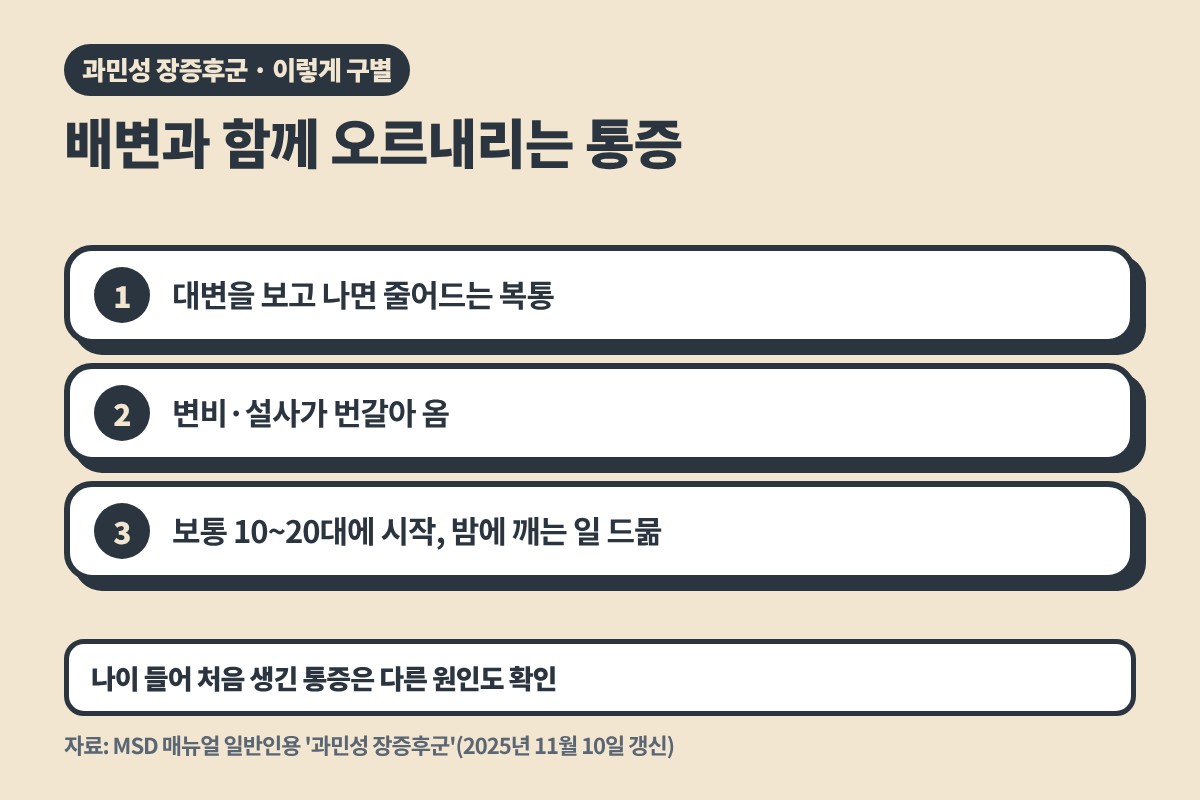 과민성 장증후군 · 이렇게 구별
배변과 함께 오르내리는 통증
1 대변을 보고 나면 줄어드는 복통
2 변비·설사가 번갈아 옴
3 보통 10~20대에 시작, 밤에 깨는 일 드묾
나이 들어 처음 생긴 통증은 다른 원인도 확인
자료: MSD 매뉴얼 일반인용 '과민성 장증후군'(2025년 11월 10일 갱신)